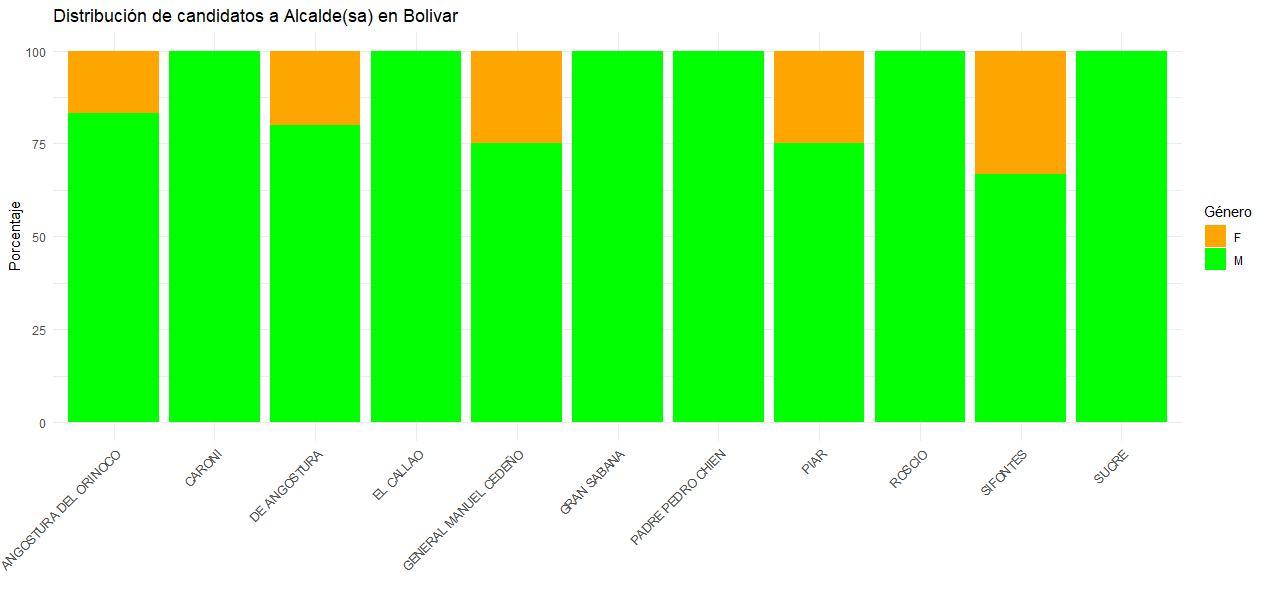 Distribución de candidatos a Alcalde(sa) en Bolivar
Porcentaje
100
75
50
25
0
ANGOSTURA DEL ORINOCO
CARONI
DE ANGOSTURA
EL CALLAO
GENERAL MANUEL CEDEÑO
GRAN SABANA
PADRE PEDRO CHIEN
PIAR
ROSCIO
SIFONTES
SUCRE
Género
F
M